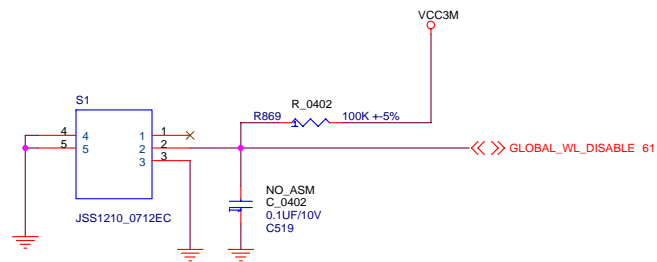 VCC3M
S1
R_0402
R869 1 100K +-5%
4 4 1 1
5 5 2 2
3 3
GLOBAL_WL_DISABLE 61
NO_ASM
C_0402
0.1UF/10V
C519
JSS1210_0712EC